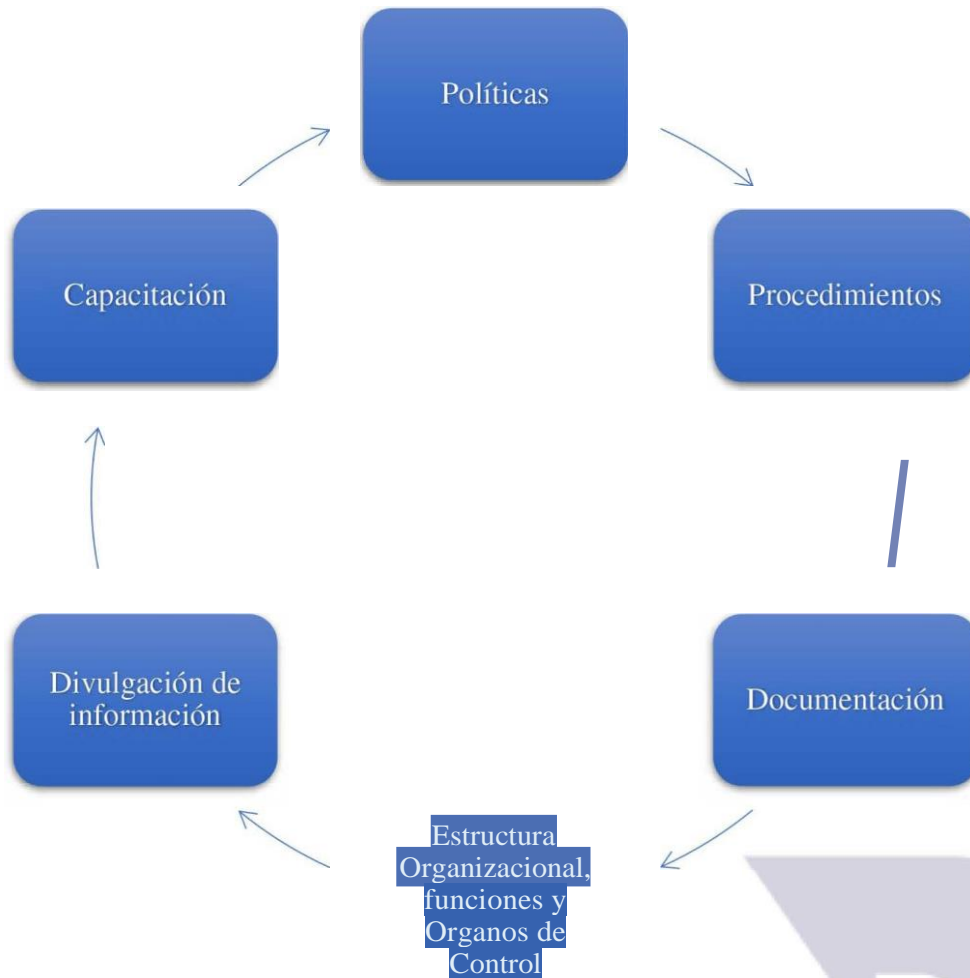 Políticas
Procedimientos
Documentación
Estructura
Organizacional,
funciones y
Organos de
Control
Divulgación de
información
Capacitación